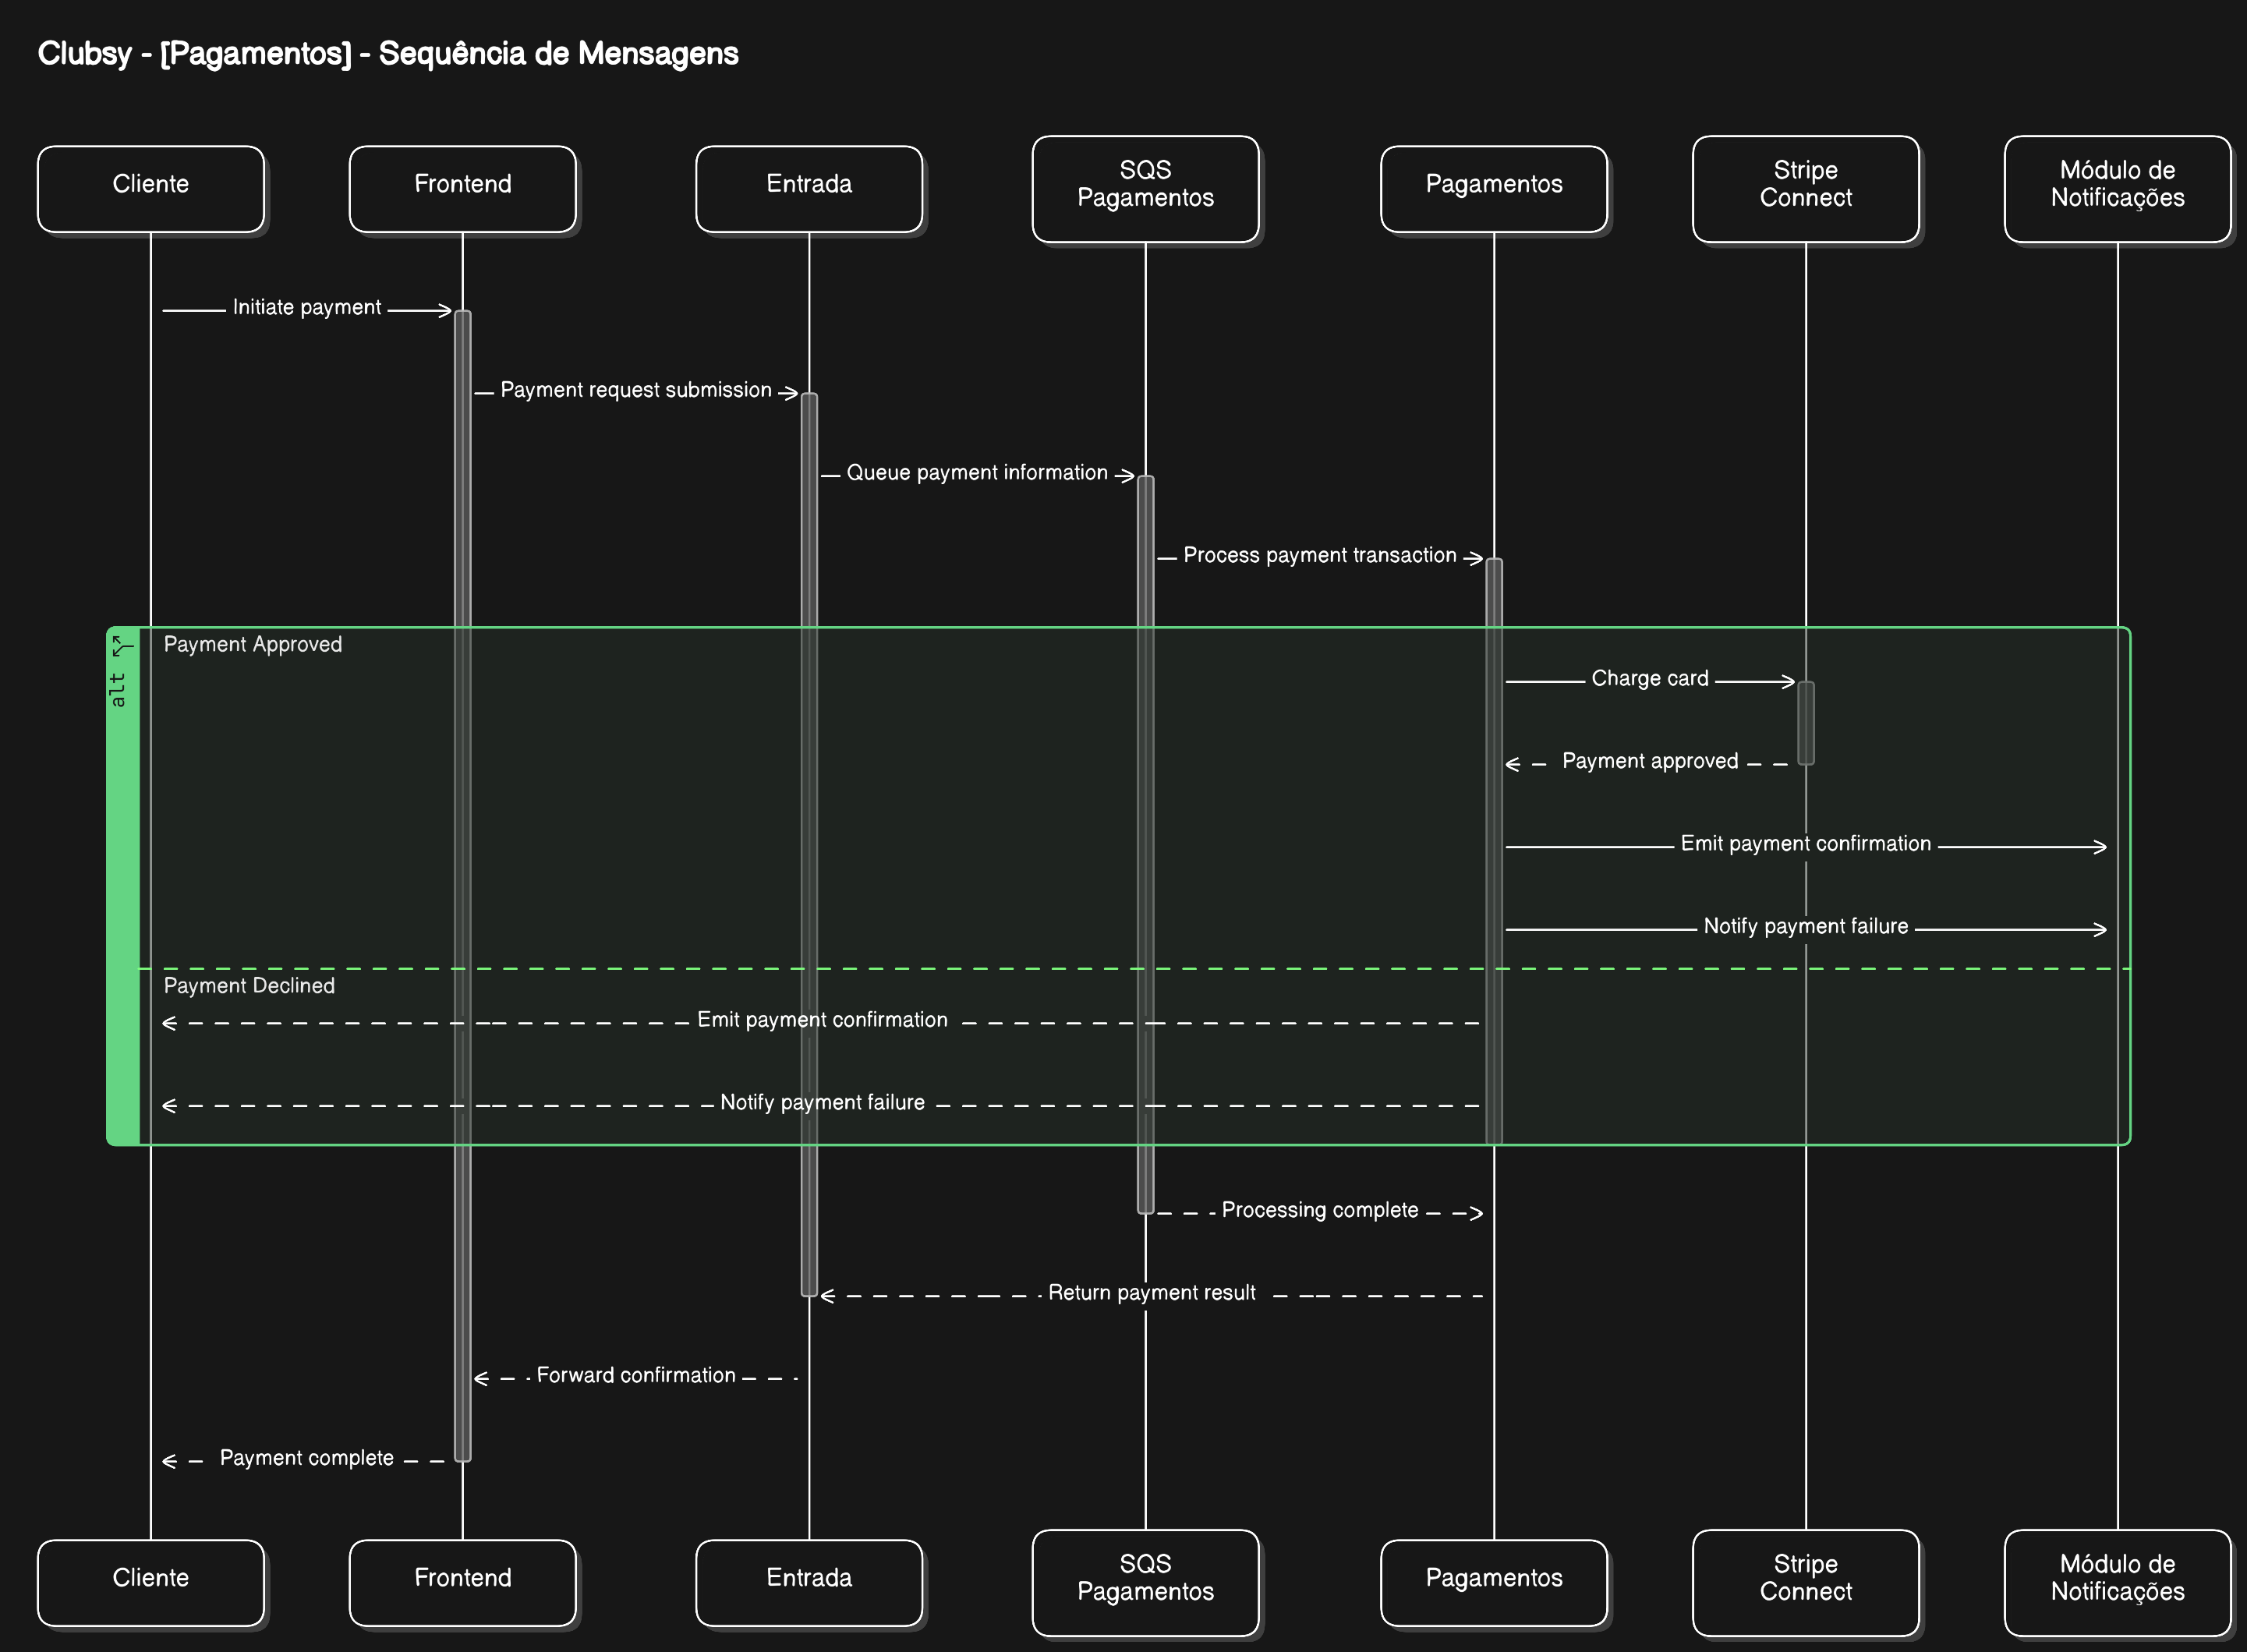 Clubsy - [Pagamentos] - Sequência de Mensagens
Cliente
Frontend
Entrada
SQS
Pagamentos
Pagamentos
Stripe
Connect
Módulo de
Notificações
Initiate payment
Payment request submission
Queue payment information
Process payment transaction
alt
Payment Approved
Charge card
Payment approved
Emit payment confirmation
Notify payment failure
Payment Declined
Emit payment confirmation
Notify payment failure
Processing complete
Return payment result
Forward confirmation
Payment complete
Cliente
Frontend
Entrada
SQS
Pagamentos
Pagamentos
Stripe
Connect
Módulo de
Notificações